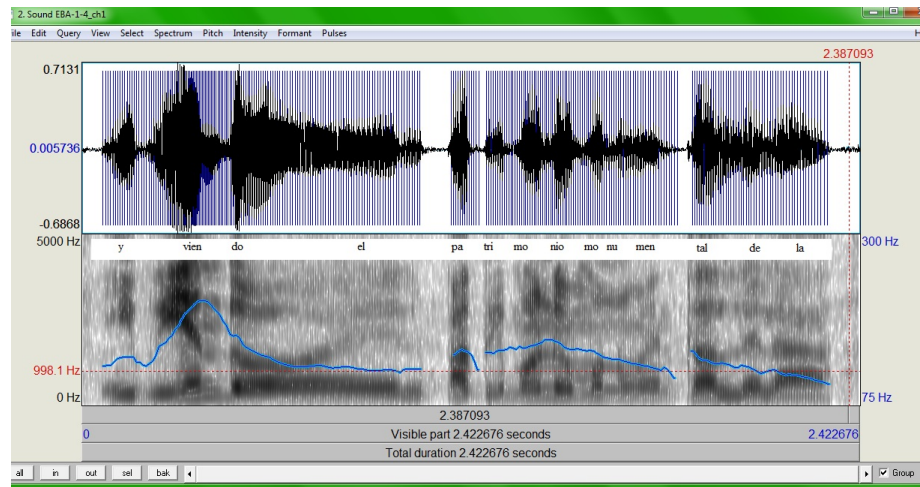 2. Sound EBA-1-4_ch1
ile Edit Query View Select Spectrum Pitch Intensity Formant Pulses H
2.387093
0.7131
0.005736
-0.6868
5000 Hz y vien do el pa tri mo nio mo nu men tal de la 300 Hz
998.1 Hz
0 Hz 75 Hz
2.387093
0 Visible part 2.422676 seconds 2.422676
Total duration 2.422676 seconds
all in out sel bak Group